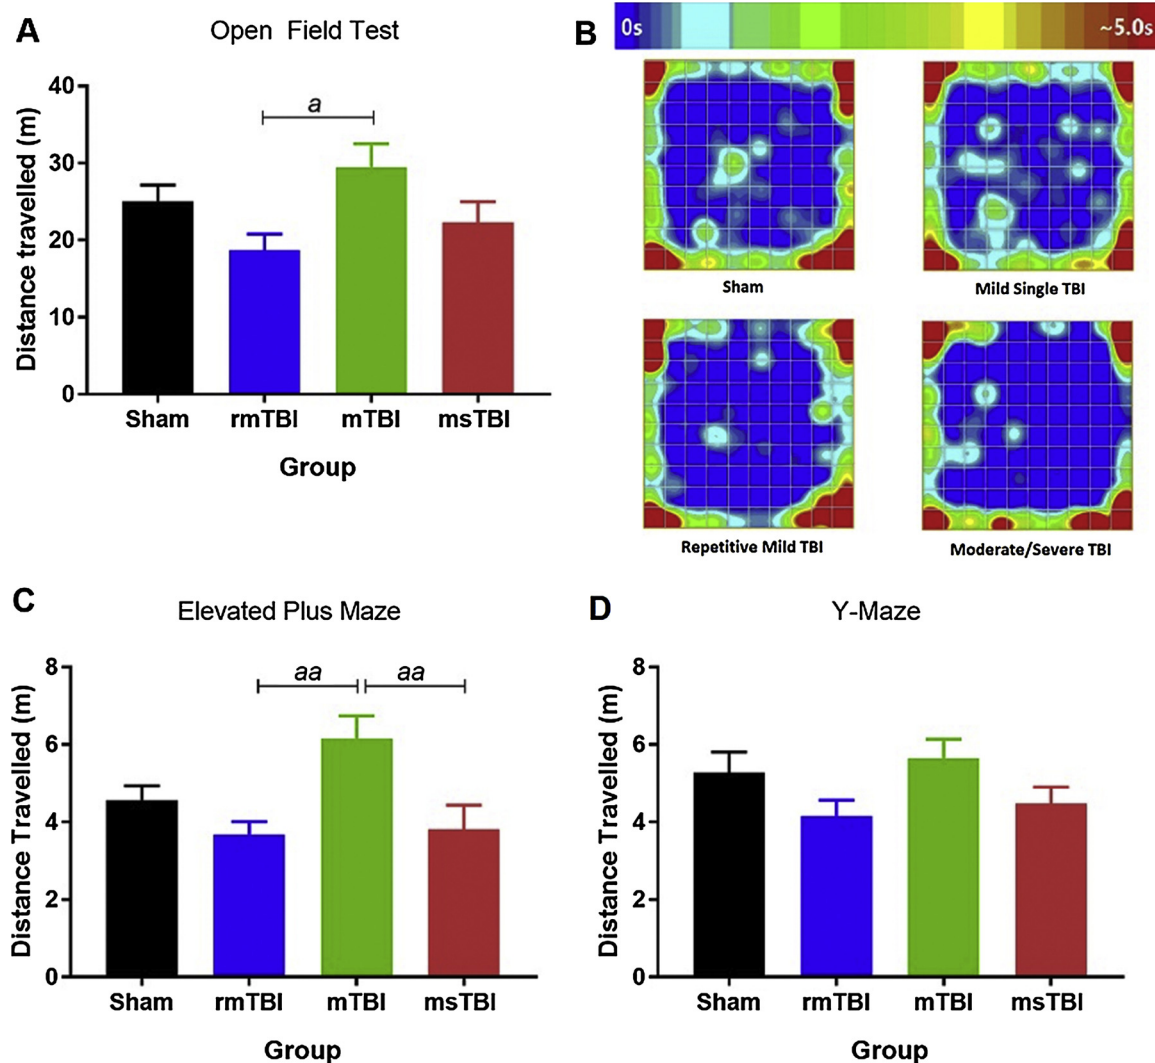 A
Open Field Test
Distance travelled (m)
40
30
20
10
0
a
Sham rmTBI mTBI msTBI
Group
B
0s ~5.0s
Sham
Mild Single TBI
Repetitive Mild TBI
Moderate/Severe TBI
C
Elevated Plus Maze
Distance Travelled (m)
8
6
4
2
0
aa aa
Sham rmTBI mTBI msTBI
Group
D
Y-Maze
Distance Travelled (m)
8
6
4
2
0
Sham rmTBI mTBI msTBI
Group